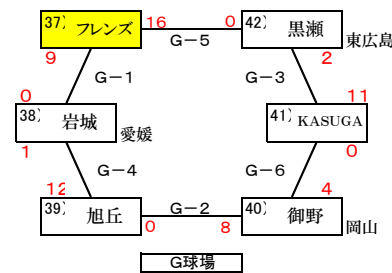 37) フレンズ 16 G－5 0 42) 黒瀬 東広島
9 2
G－1 G－3
0 11
38) 岩城 愛媛 41) KASUGA
1 0
G－4 G－6
12 4
39) 旭丘 G－2 40) 御野 岡山
0 8
G球場